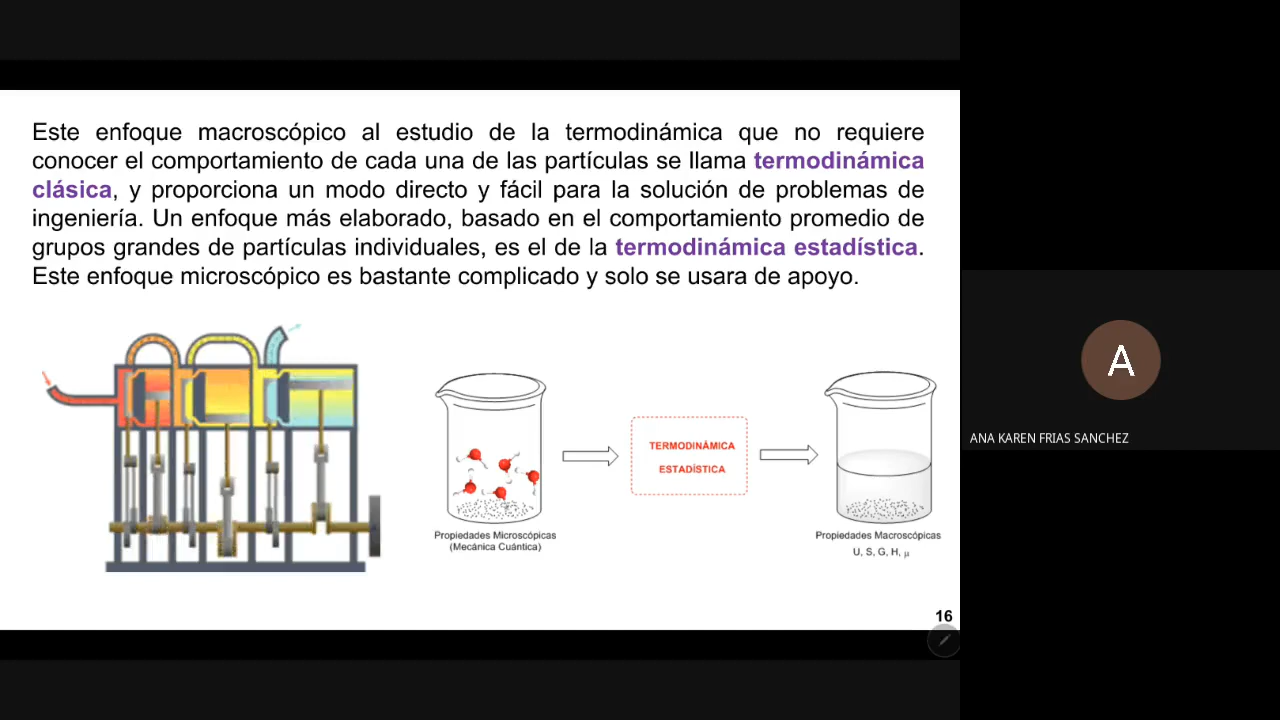 Este enfoque macroscópico al estudio de la termodinámica que no requiere
conocer el comportamiento de cada una de las partículas se llama termodinámica
clásica, y proporciona un modo directo y fácil para la solución de problemas de
ingeniería. Un enfoque más elaborado, basado en el comportamiento promedio de
grupos grandes de partículas individuales, es el de la termodinámica estadística.
Este enfoque microscópico es bastante complicado y solo se usara de apoyo.
TERMODINÁMICA
ESTADÍSTICA
Propiedades Microscópicas
(Mecánica Cuántica)
Propiedades Macroscópicas
U, S, G, H, μ
16
A
ANA KAREN FRIAS SANCHEZ